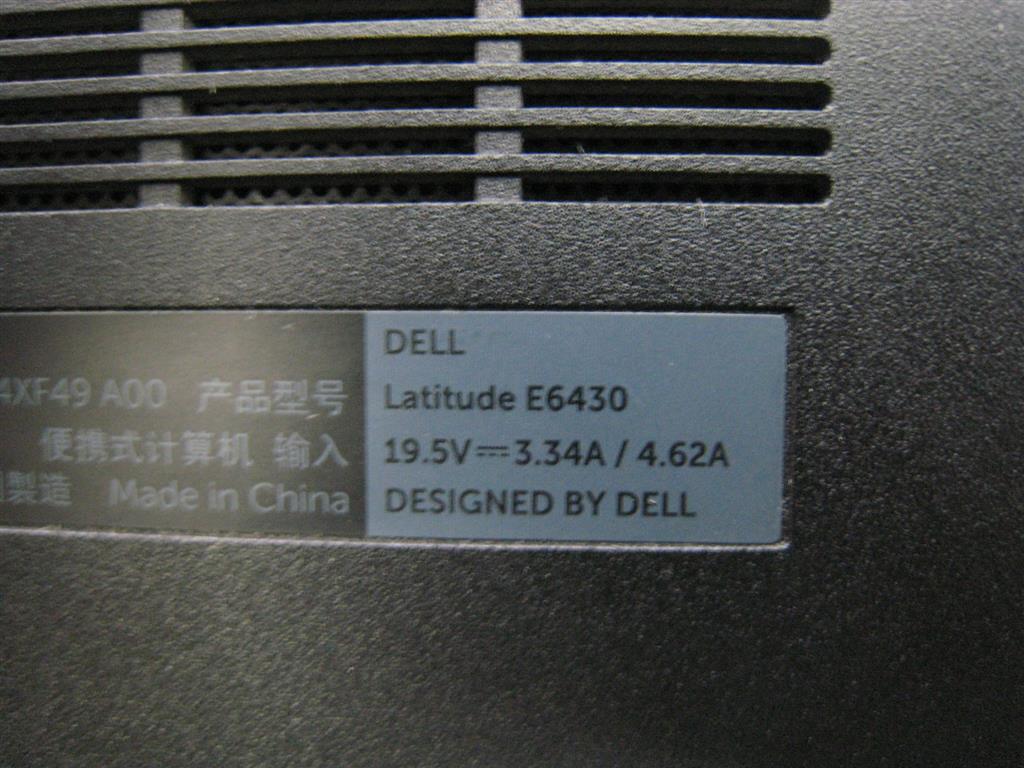 DELL
4XF49 A00 产品型号
Latitude E6430
便携式计算机 输入
19.5V⎓3.34A / 4.62A
製造 Made in China
DESIGNED BY DELL